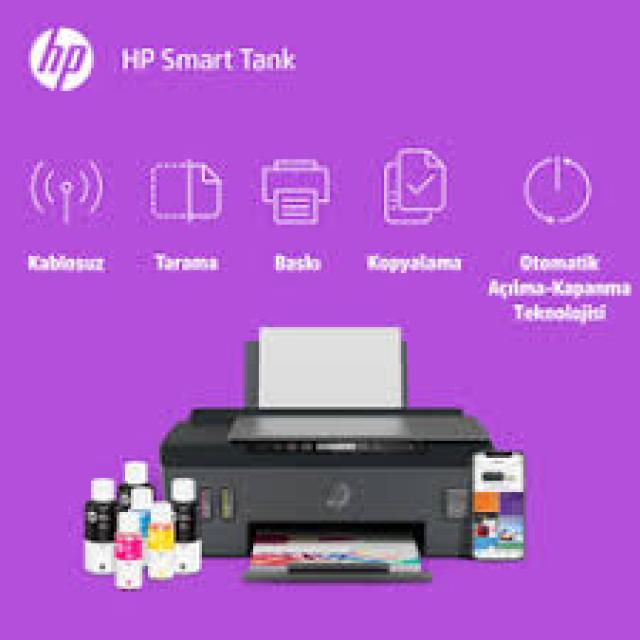 hp HP Smart Tank
Kablosuz Tarama Baskı Kopyalama Otomatik
Açılma-Kapanma
Teknolojisi